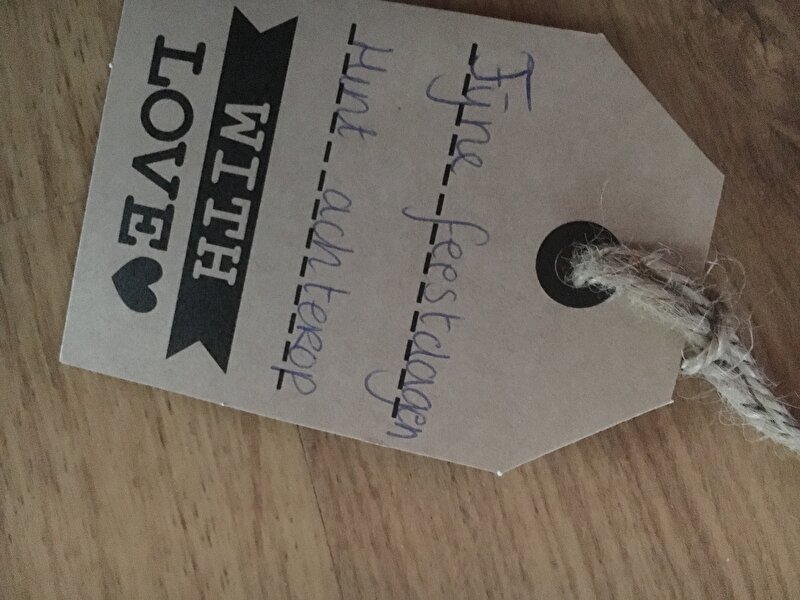 Fijne feestdagen
Hint achterop
WITH
LOVE